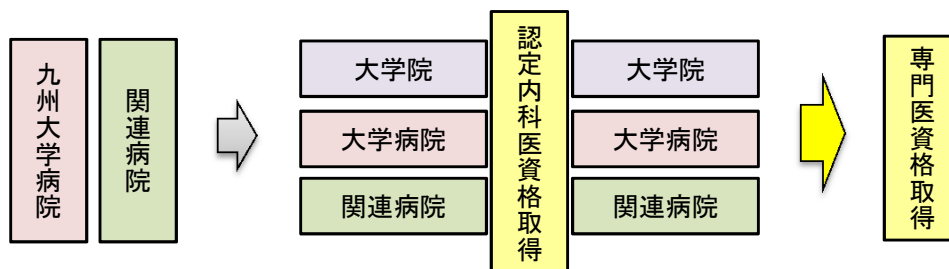 九州大学病院
関連病院
大学院
大学病院
関連病院
認定内科医資格取得
大学院
大学病院
関連病院
専門医資格取得